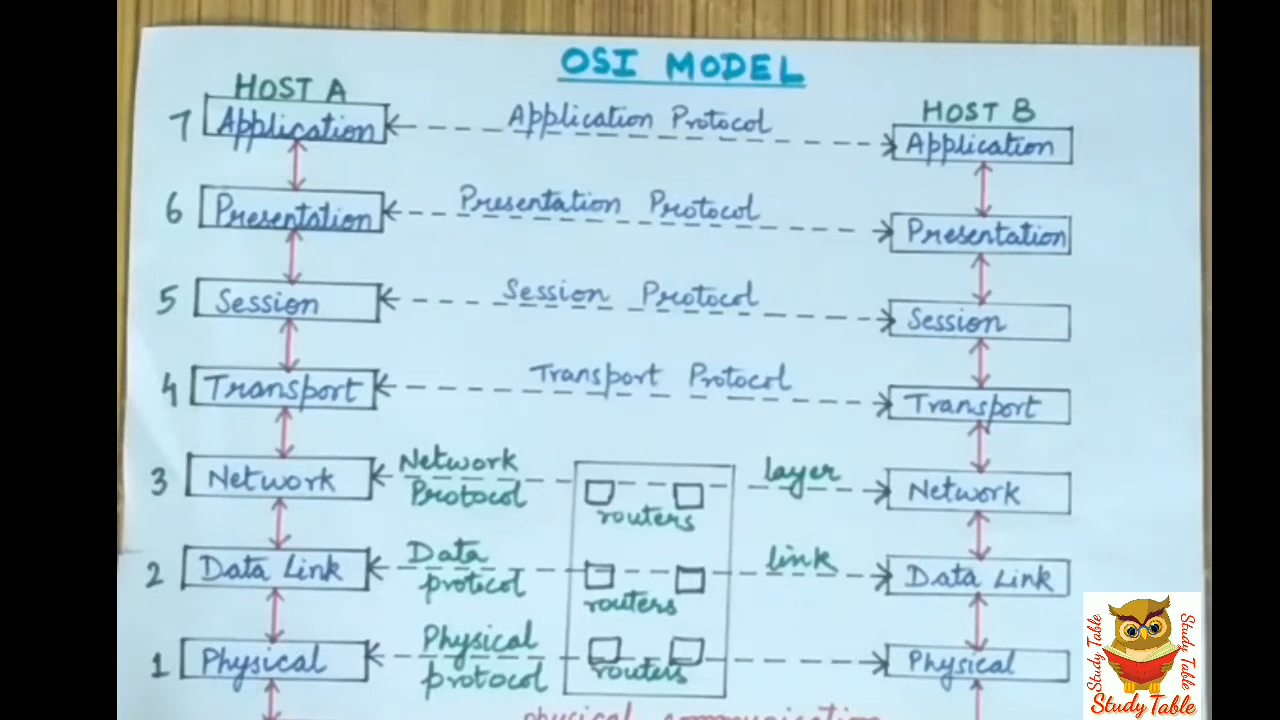 OSI MODEL
HOST A
HOST B
7 Application Application Protocol Application
6 Presentation Presentation Protocol Presentation
5 Session Session Protocol Session
4 Transport Transport Protocol Transport
3 Network Network layer Network
Protocol
routers
2 Data Link Data link Data Link
protocol
routers
1 Physical Physical Physical
protocol
routers
physical communication
Study Table
Study Table
Study Table